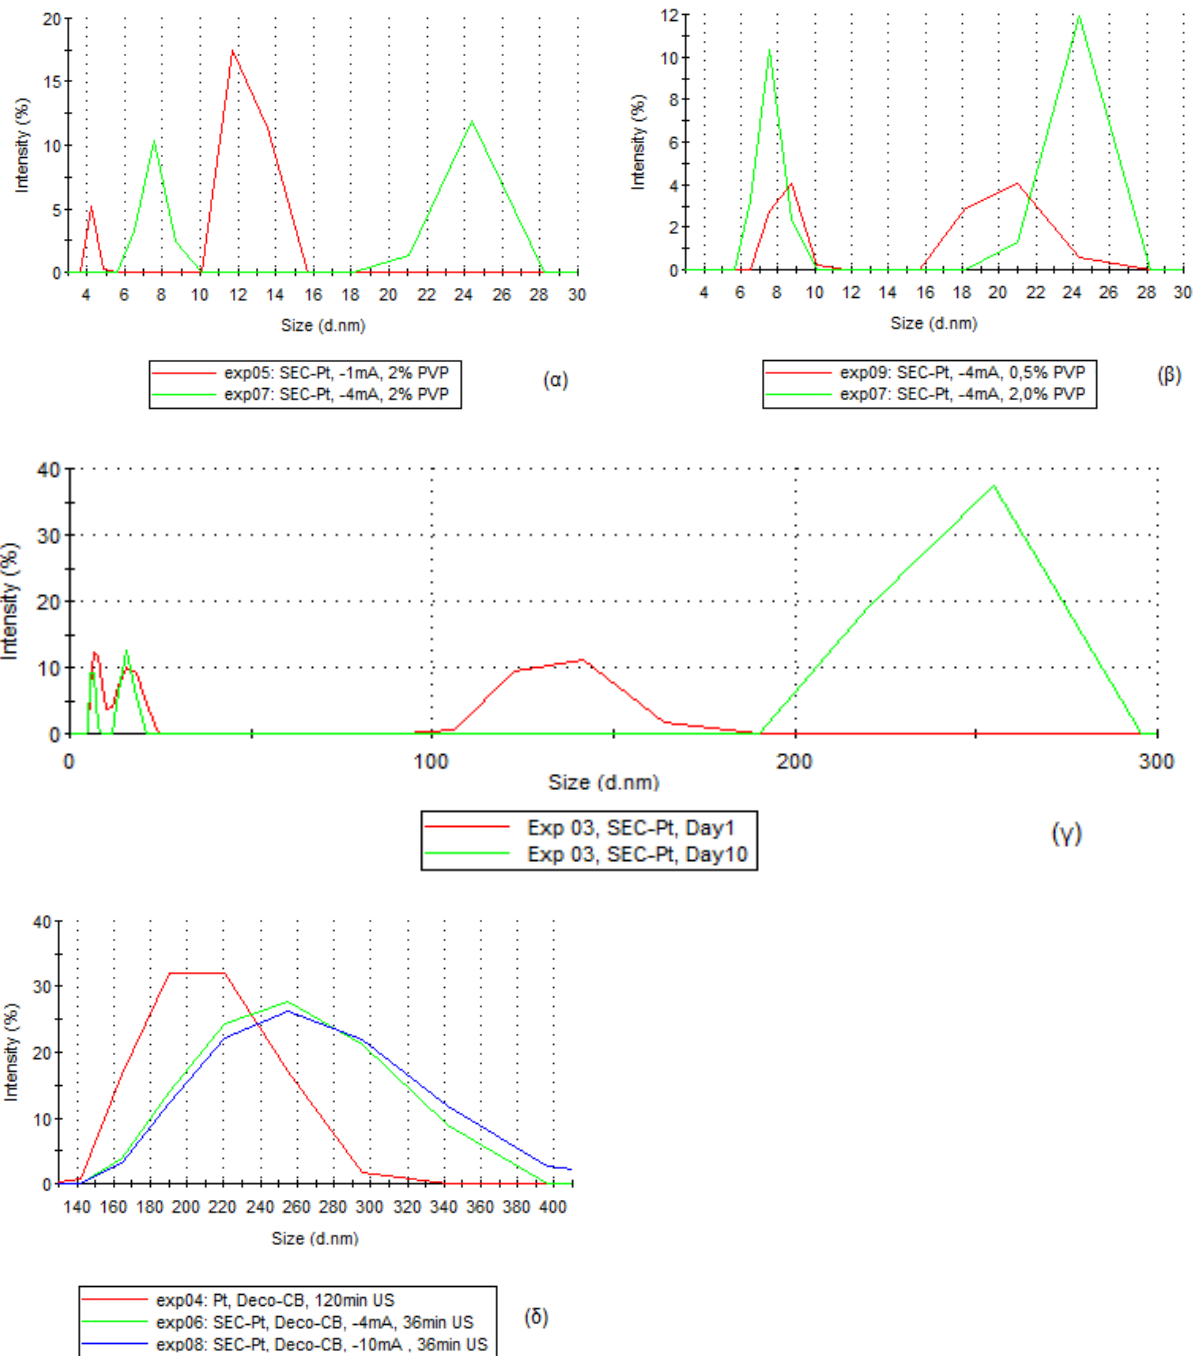 20
15
10
5
0
Intensity (%)
4 6 8 10 12 14 16 18 20 22 24 26 28 30
Size (d.nm)
exp05: SEC-Pt, -1mA, 2% PVP
exp07: SEC-Pt, -4mA, 2% PVP
(α)
12
10
8
6
4
2
0
Intensity (%)
4 6 8 10 12 14 16 18 20 22 24 26 28 30
Size (d.nm)
exp09: SEC-Pt, -4mA, 0,5% PVP
exp07: SEC-Pt, -4mA, 2,0% PVP
(β)
40
30
20
10
0
Intensity (%)
0 100 200 300
Size (d.nm)
Exp 03, SEC-Pt, Day1
Exp 03, SEC-Pt, Day10
(γ)
40
30
20
10
0
Intensity (%)
140 160 180 200 220 240 260 280 300 320 340 360 380 400
Size (d.nm)
exp04: Pt, Deco-CB, 120min US
exp06: SEC-Pt, Deco-CB, -4mA, 36min US
exp08: SEC-Pt, Deco-CB, -10mA , 36min US
(δ)